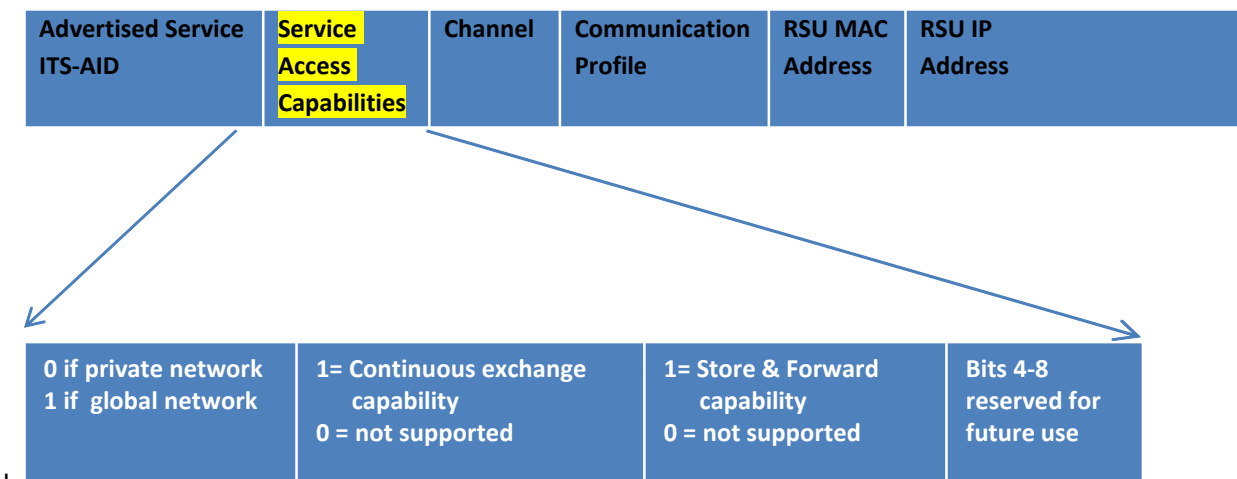 Advertised Service
ITS-AID
Service
Access
Capabilities
Channel
Communication
Profile
RSU MAC
Address
RSU IP
Address
0 if private network
1 if global network
1= Continuous exchange
capability
0 = not supported
1= Store & Forward
capability
0 = not supported
Bits 4-8
reserved for
future use